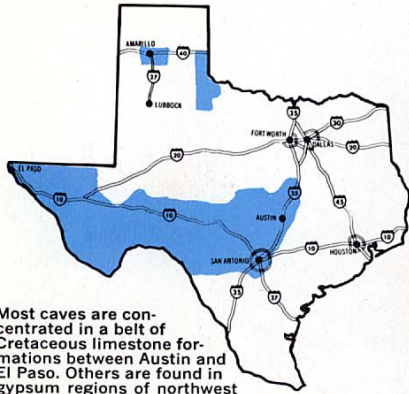 AMARILLO
40
27
LUBBOCK
35
30
FORT WORTH
DALLAS
20
20
EL PASO
10
35
45
10
AUSTIN
10
SAN ANTONIO
10
HOUSTON
35
37
Most caves are con-
centrated in a belt of
Cretaceous limestone for-
mations between Austin and
El Paso. Others are found in
gypsum regions of northwest